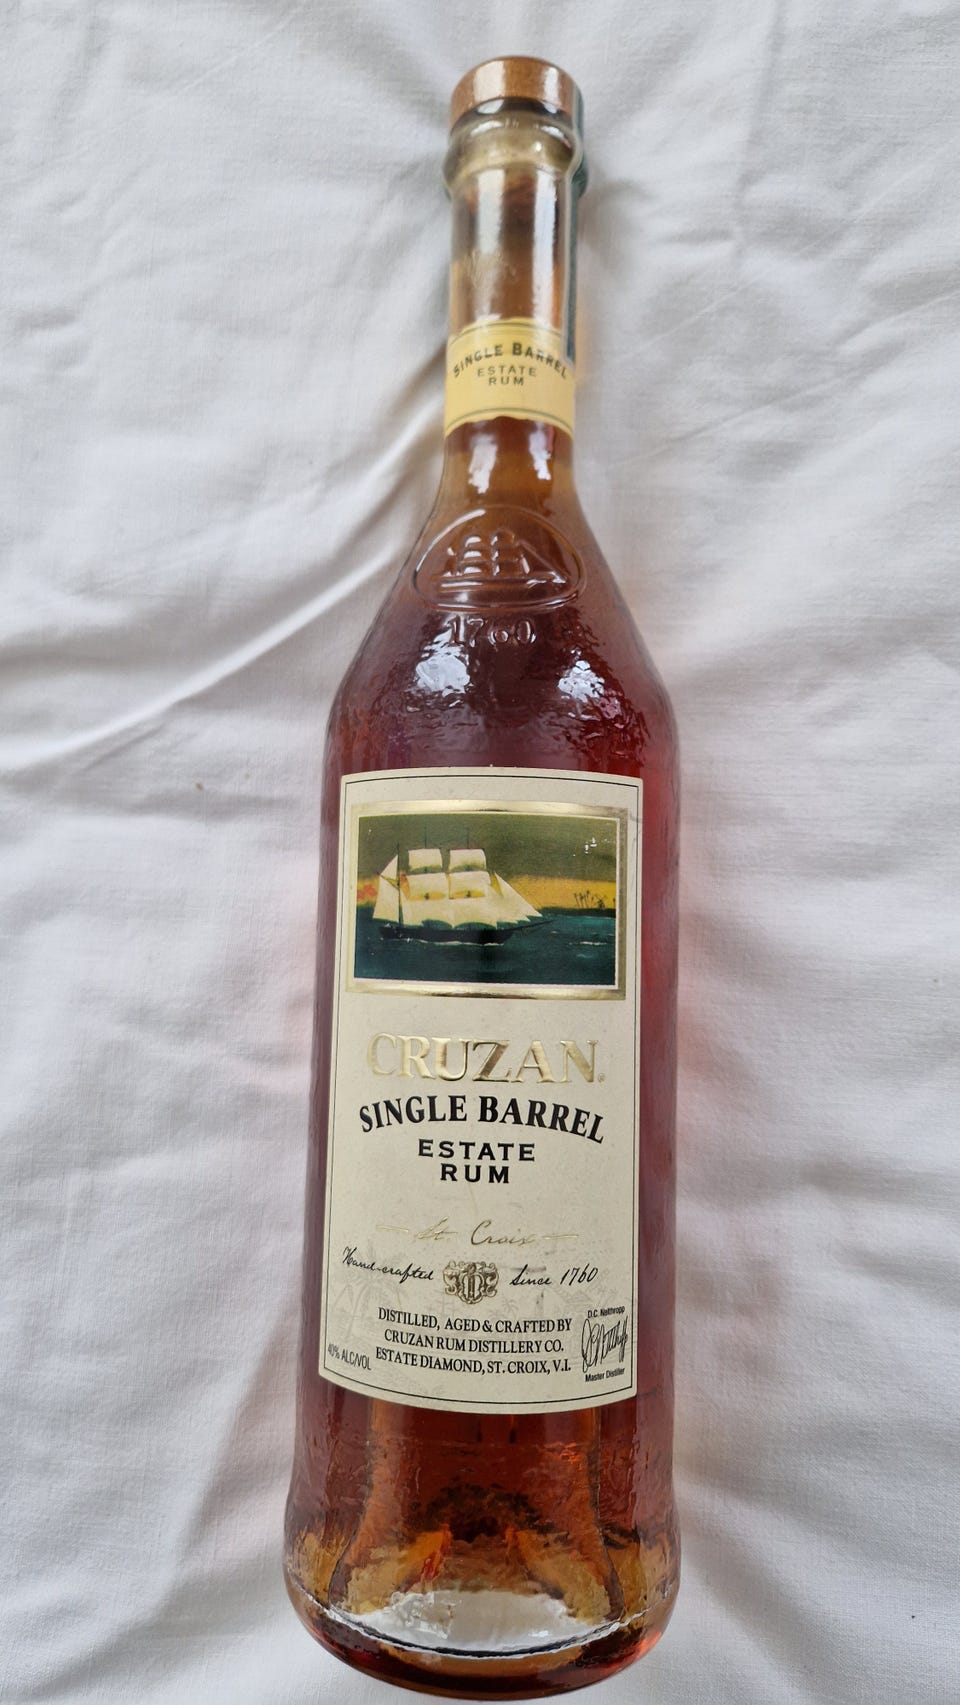 SINGLE BARREL
ESTATE
RUM
1760
CRUZAN
SINGLE BARREL
ESTATE
RUM
St. Croix
Hand-crafted Since 1760
DISTILLED, AGED & CRAFTED BY
CRUZAN RUM DISTILLERY CO.
ESTATE DIAMOND, ST. CROIX, V.I.
40% ALC/VOL
D.C. Nelthropp
Master Distiller